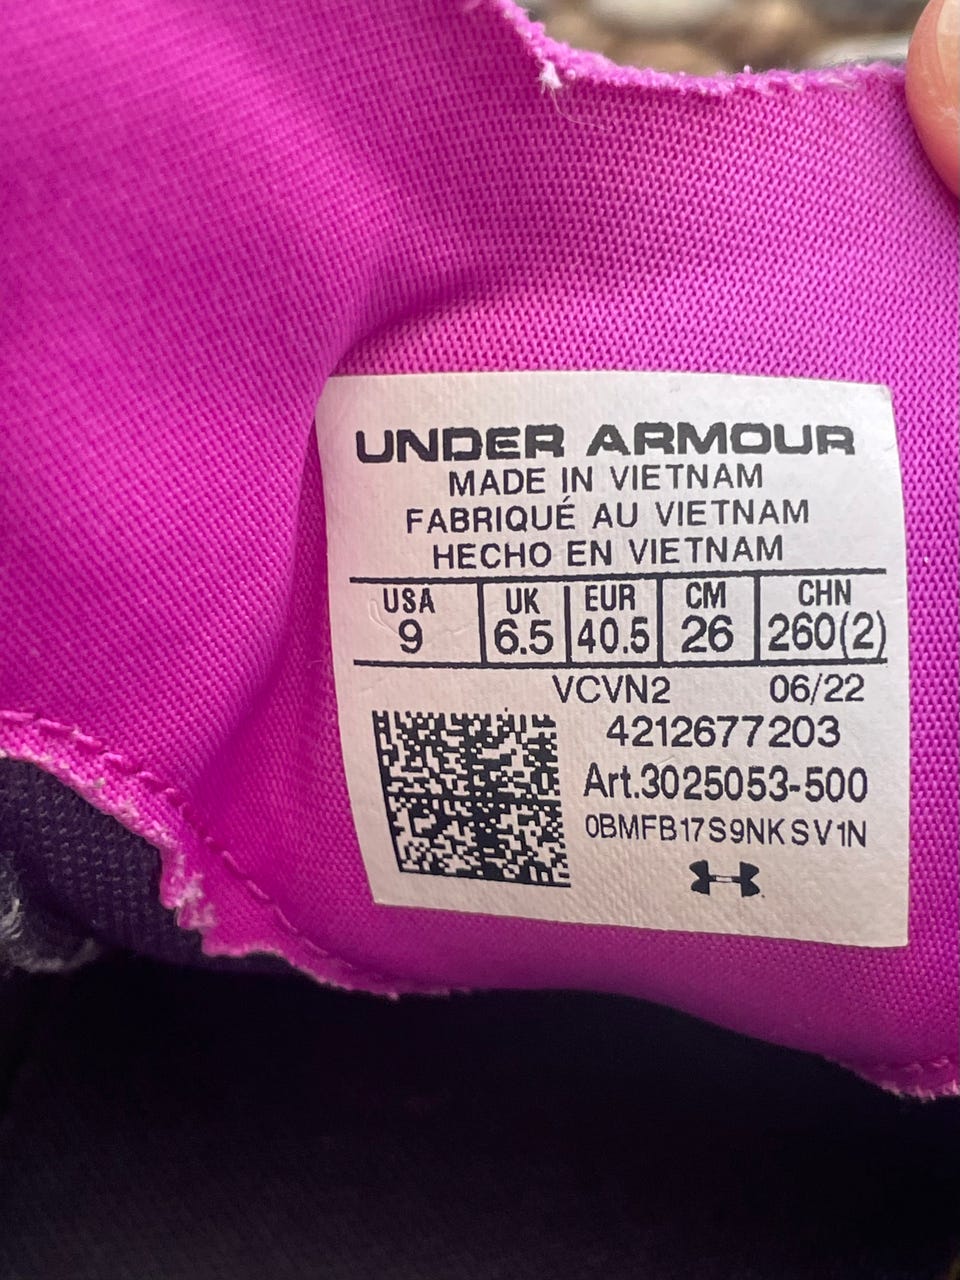 UNDER ARMOUR
MADE IN VIETNAM
FABRIQUÉ AU VIETNAM
HECHO EN VIETNAM
USA UK EUR CM CHN
9 6.5 40.5 26 260(2)
VCVN2 06/22
4212677203
Art.3025053-500
0BMFB17S9NKSV1N